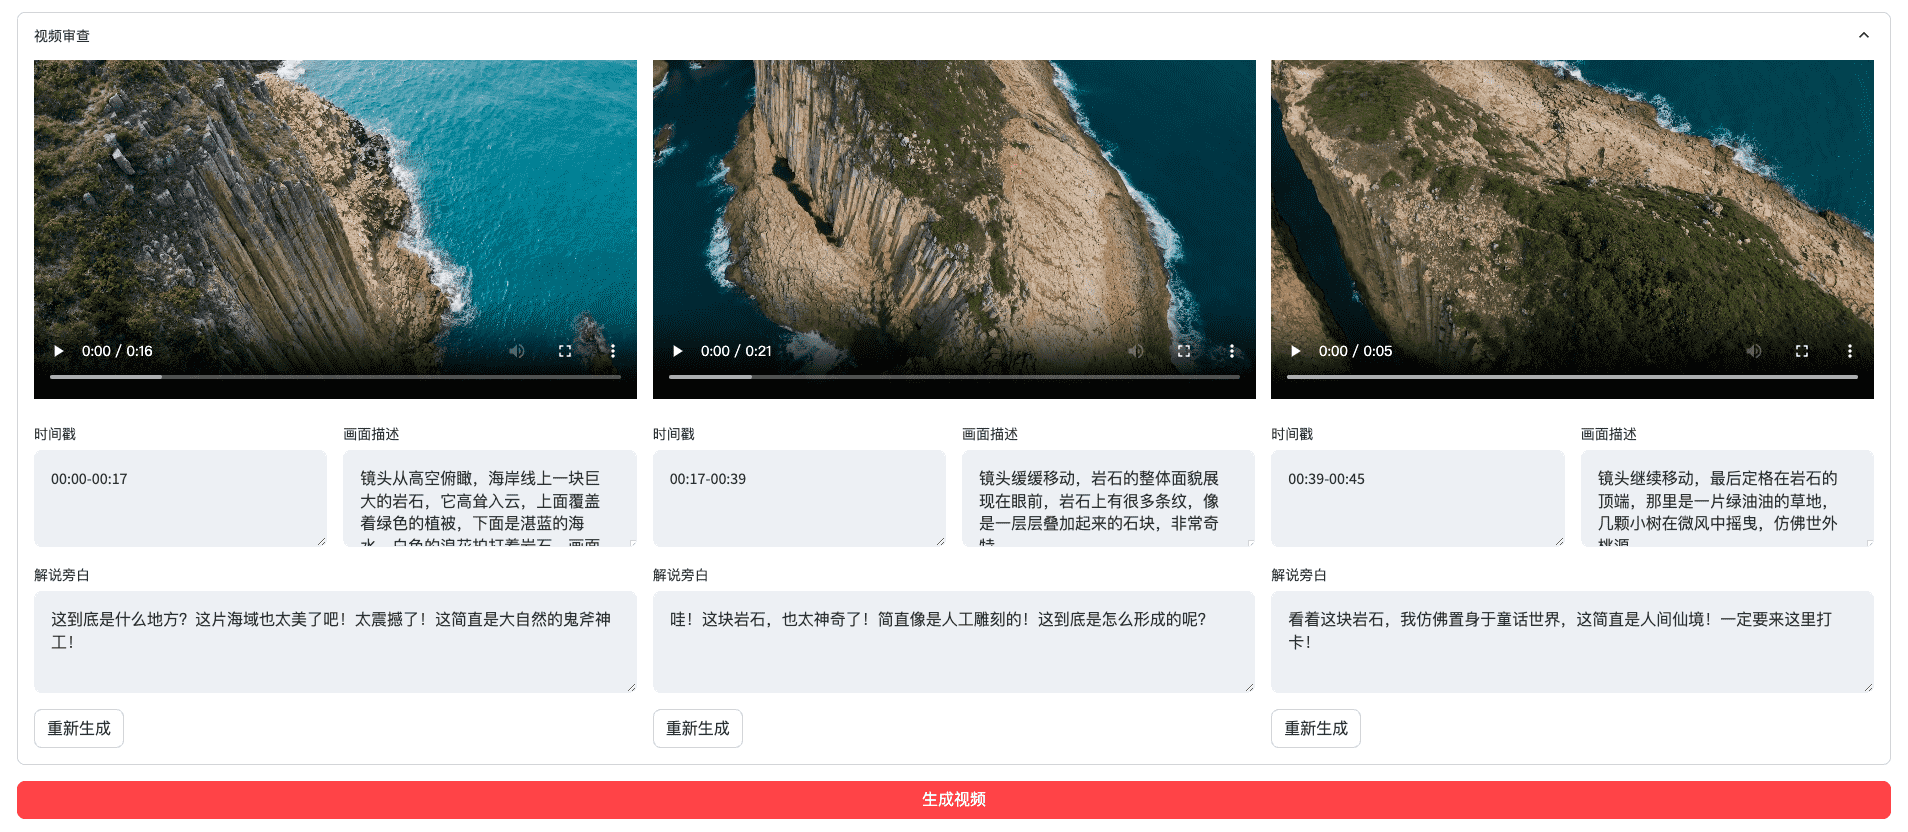 视频审查
0:00 / 0:16
0:00 / 0:21
0:00 / 0:05
时间戳
00:00-00:17
画面描述
镜头从高空俯瞰，海岸线上一块巨
大的岩石，它高耸入云，上面覆盖
着绿色的植被，下面是湛蓝的海
水，白色的浪花拍打着岩石，画面
解说旁白
这到底是什么地方？这片海域也太美了吧！太震撼了！这简直是大自然的鬼斧神
工！
重新生成
时间戳
00:17-00:39
画面描述
镜头缓缓移动，岩石的整体面貌展
现在眼前，岩石上有很多条纹，像
是一层层叠加起来的石块，非常奇
特
解说旁白
哇！这块岩石，也太神奇了！简直像是人工雕刻的！这到底是怎么形成的呢？
重新生成
时间戳
00:39-00:45
画面描述
镜头继续移动，最后定格在岩石的
顶端，那里是一片绿油油的草地，
几颗小树在微风中摇曳，仿佛世外
桃源
解说旁白
看着这块岩石，我仿佛置身于童话世界，这简直是人间仙境！一定要来这里打
卡！
重新生成
生成视频